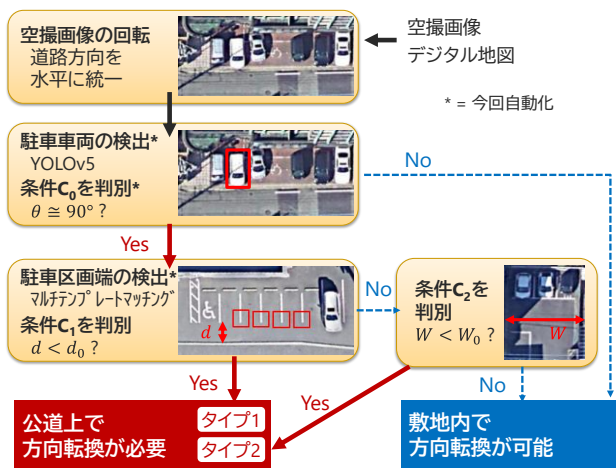 空撮画像の回転
道路方向を
水平に統一
空撮画像
デジタル地図
* = 今回自動化
駐車車両の検出*
YOLOv5
条件C₀を判別*
θ ≅ 90° ?
No
Yes
駐車区画端の検出*
ﾏﾙﾁﾃﾝﾌﾟﾚｰﾄﾏｯﾁﾝｸﾞ
条件C₁を判別
d < d₀ ?
d
No
条件C₂を
判別
W < W₀ ?
W
Yes
Yes
No
公道上で
方向転換が必要
タイプ1
タイプ2
敷地内で
方向転換が可能